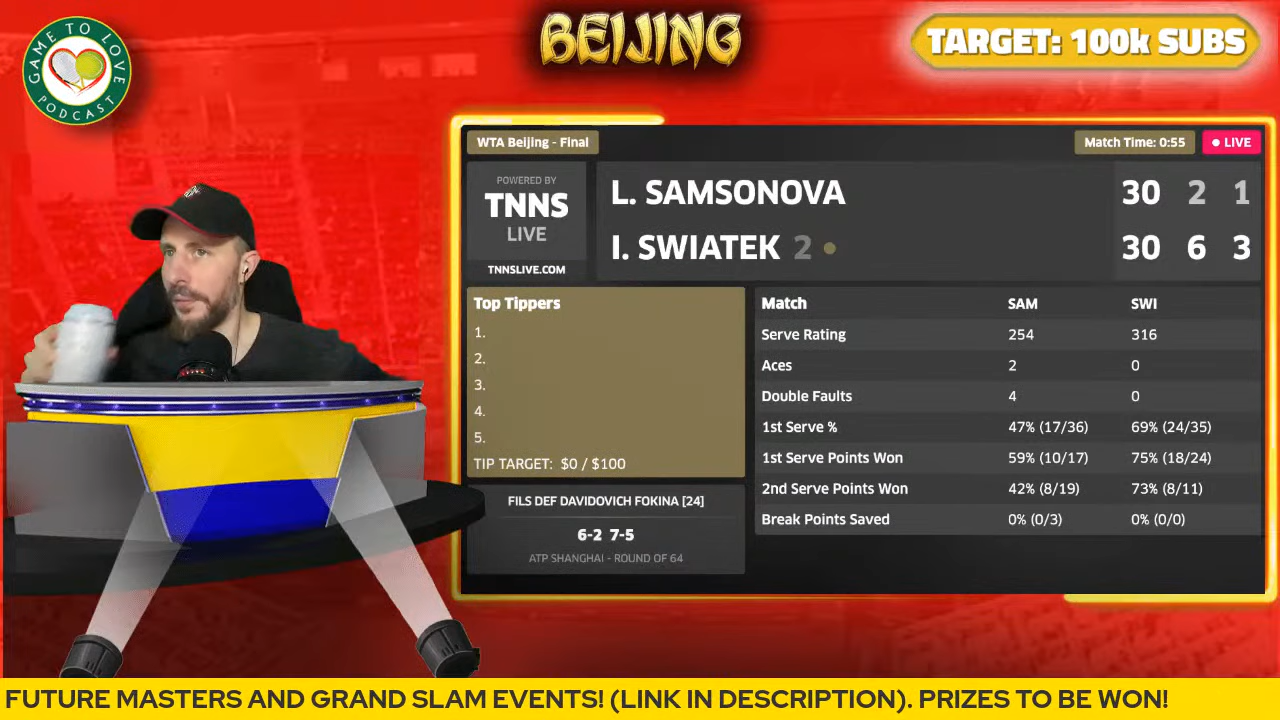 GAME TO LOVE
PODCAST
BEIJING
TARGET: 100k SUBS
WTA Beijing - Final
Match Time: 0:55
LIVE
POWERED BY
TNNS
LIVE
TNNSLIVE.COM
L. SAMSONOVA 30 2 1
I. SWIATEK 2 30 6 3
Top Tippers
1.
2.
3.
4.
5.
TIP TARGET: $0 / $100
FILS DEF DAVIDOVICH FOKINA [24]
6-2 7-5
ATP SHANGHAI - ROUND OF 64
Match SAM SWI
Serve Rating 254 316
Aces 2 0
Double Faults 4 0
1st Serve % 47% (17/36) 69% (24/35)
1st Serve Points Won 59% (10/17) 75% (18/24)
2nd Serve Points Won 42% (8/19) 73% (8/11)
Break Points Saved 0% (0/3) 0% (0/0)
FUTURE MASTERS AND GRAND SLAM EVENTS! (LINK IN DESCRIPTION). PRIZES TO BE WON!